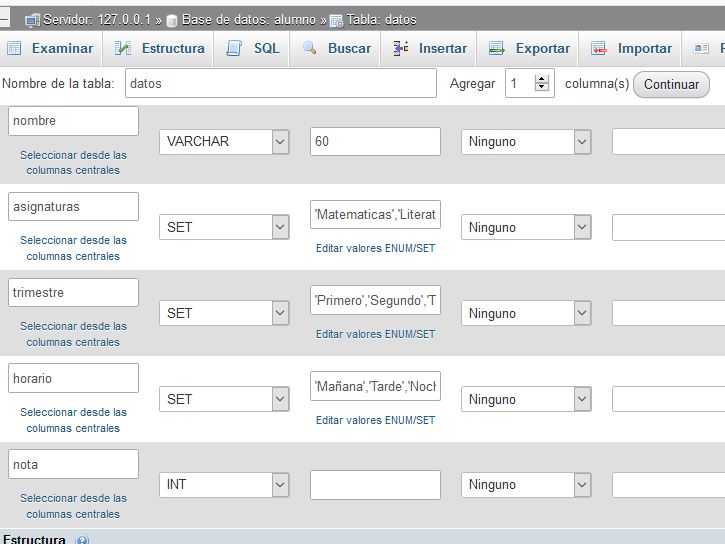 Servidor: 127.0.0.1 » Base de datos: alumno » Tabla: datos
Examinar Estructura SQL Buscar Insertar Exportar Importar
Nombre de la tabla: datos Agregar 1 columna(s) Continuar
nombre VARCHAR 60 Ninguno
Seleccionar desde las
columnas centrales
asignaturas SET 'Matematicas','Literat Ninguno
Seleccionar desde las Editar valores ENUM/SET
columnas centrales
trimestre SET 'Primero','Segundo','T Ninguno
Seleccionar desde las Editar valores ENUM/SET
columnas centrales
horario SET 'Mañana','Tarde','Noch Ninguno
Seleccionar desde las Editar valores ENUM/SET
columnas centrales
nota INT Ninguno
Seleccionar desde las
columnas centrales
Estructura